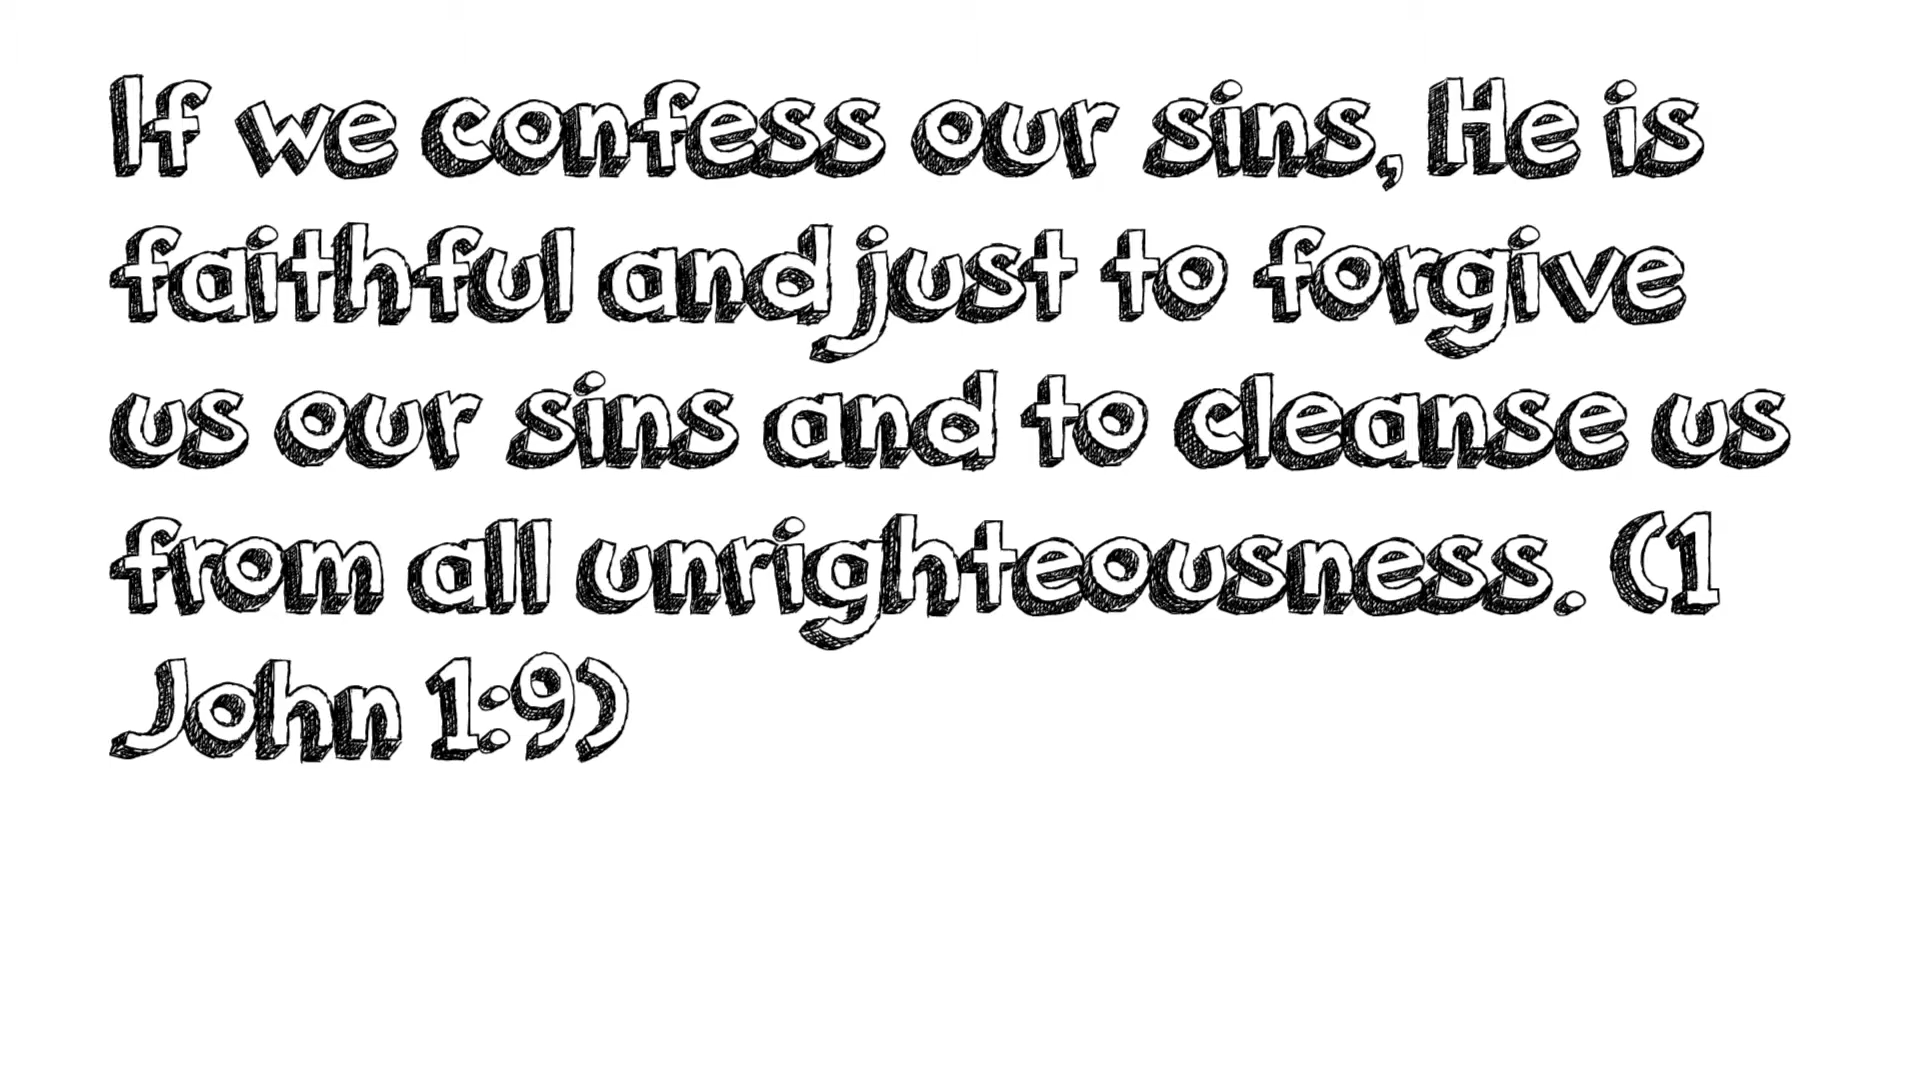 If we confess our sins, He is
faithful and just to forgive
us our sins and to cleanse us
from all unrighteousness. (1
John 1:9)